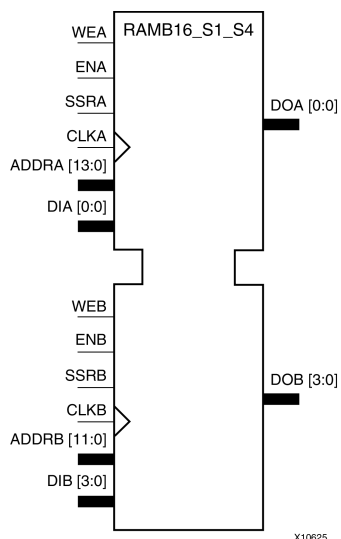 RAMB16_S1_S4
WEA
ENA
SSRA
CLKA
ADDRA [13:0]
DIA [0:0]
DOA [0:0]
WEB
ENB
SSRB
CLKB
ADDRB [11:0]
DIB [3:0]
DOB [3:0]
X10625